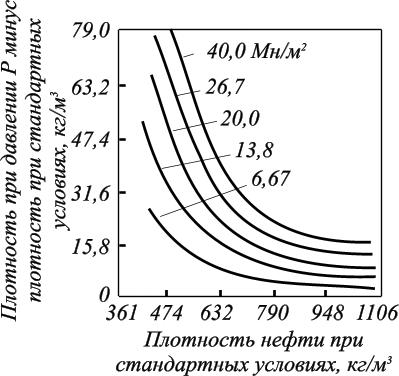 Плотность при давлении P минус
плотность при стандартных
условиях, кг/м³
79,0
63,2
47,4
31,6
15,8
0
40,0 Мн/м²
26,7
20,0
13,8
6,67
361 474 632 790 948 1106
Плотность нефти при
стандартных условиях, кг/м³